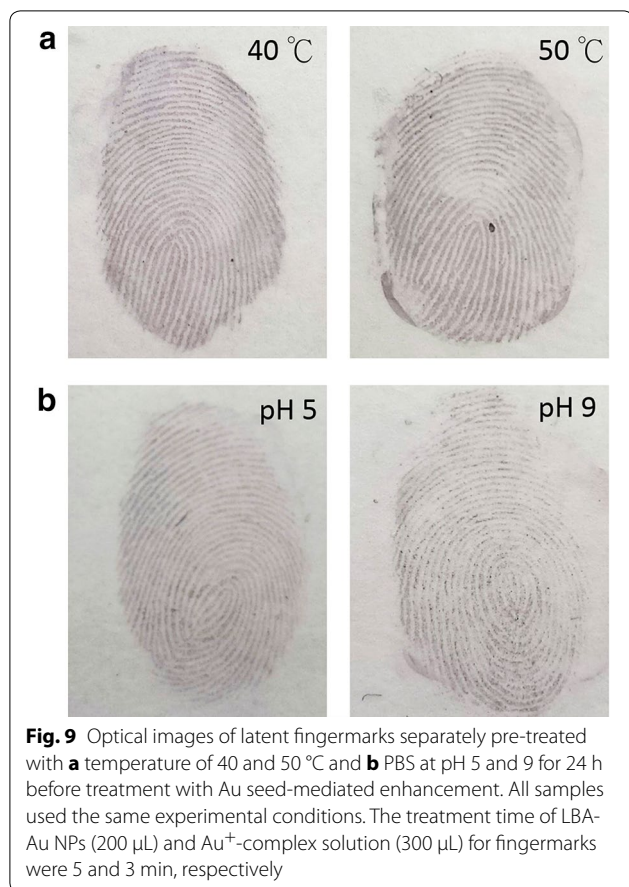 a
40 ℃
50 ℃
b
pH 5
pH 9
Fig. 9 Optical images of latent fingermarks separately pre-treated
with a temperature of 40 and 50 °C and b PBS at pH 5 and 9 for 24 h
before treatment with Au seed-mediated enhancement. All samples
used the same experimental conditions. The treatment time of LBA-
Au NPs (200 µL) and Au⁺-complex solution (300 µL) for fingermarks
were 5 and 3 min, respectively